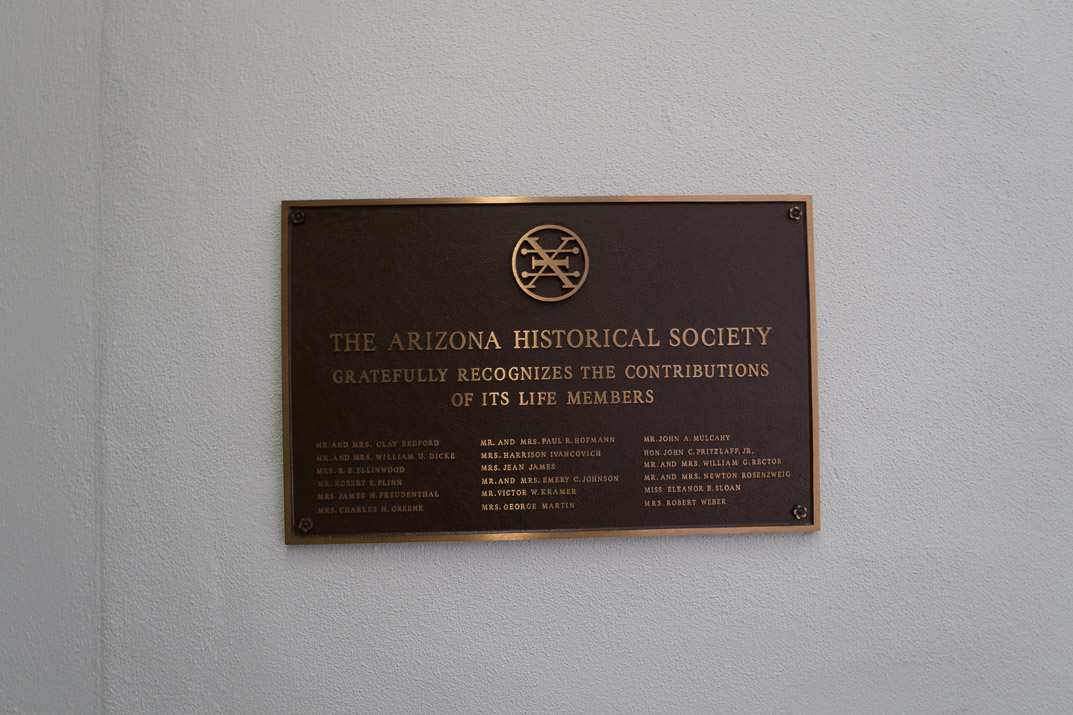 THE ARIZONA HISTORICAL SOCIETY
GRATEFULLY RECOGNIZES THE CONTRIBUTIONS
OF ITS LIFE MEMBERS
MR. AND MRS. CLAY BEDFORD
MR. AND MRS. WILLIAM U. DICKE
MRS. R. E. ELLINWOOD
MR. ROBERT S. FLINN
MRS. JAMES H. FREUDENTHAL
MRS. CHARLES H. GREENE
MR. AND MRS. PAUL R. HOFMANN
MRS. HARRISON IVANCOVICH
MRS. JEAN JAMES
MR. AND MRS. EMERY C. JOHNSON
MR. VICTOR W. KRAMER
MRS. GEORGE MARTIN
MR. JOHN A. MULCAHY
HON. JOHN C. PRITZLAFF, JR.
MR. AND MRS. WILLIAM G. RECTOR
MR. AND MRS. NEWTON ROSENZWEIG
MISS ELEANOR B. SLOAN
MRS. ROBERT WEBER